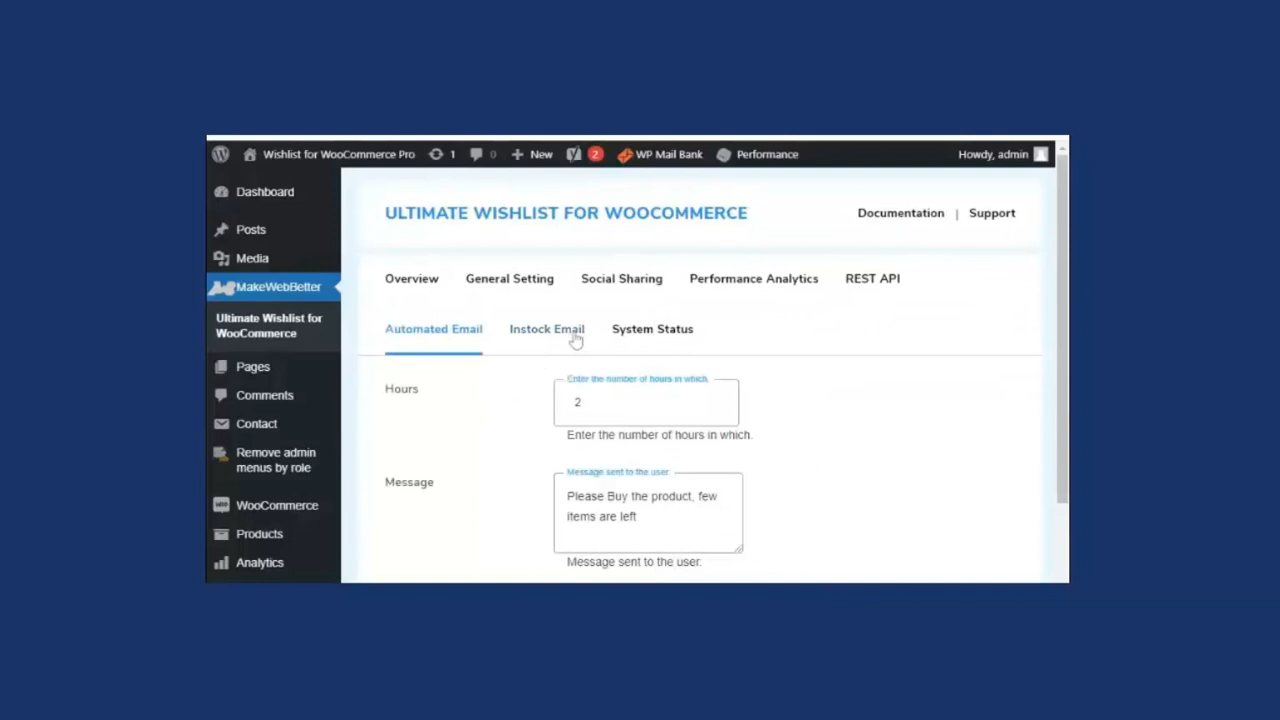 Wishlist for WooCommerce Pro 1 0 New 2 WP Mail Bank Performance Howdy, admin
Dashboard
Posts
Media
MakeWebBetter
Ultimate Wishlist for
WooCommerce
Pages
Comments
Contact
Remove admin
menus by role
WooCommerce
Products
Analytics
ULTIMATE WISHLIST FOR WOOCOMMERCE
Documentation | Support
Overview General Setting Social Sharing Performance Analytics REST API
Automated Email Instock Email System Status
Hours
Enter the number of hours in which.
2
Enter the number of hours in which.
Message
Message sent to the user.
Please Buy the product, few
items are left
Message sent to the user.